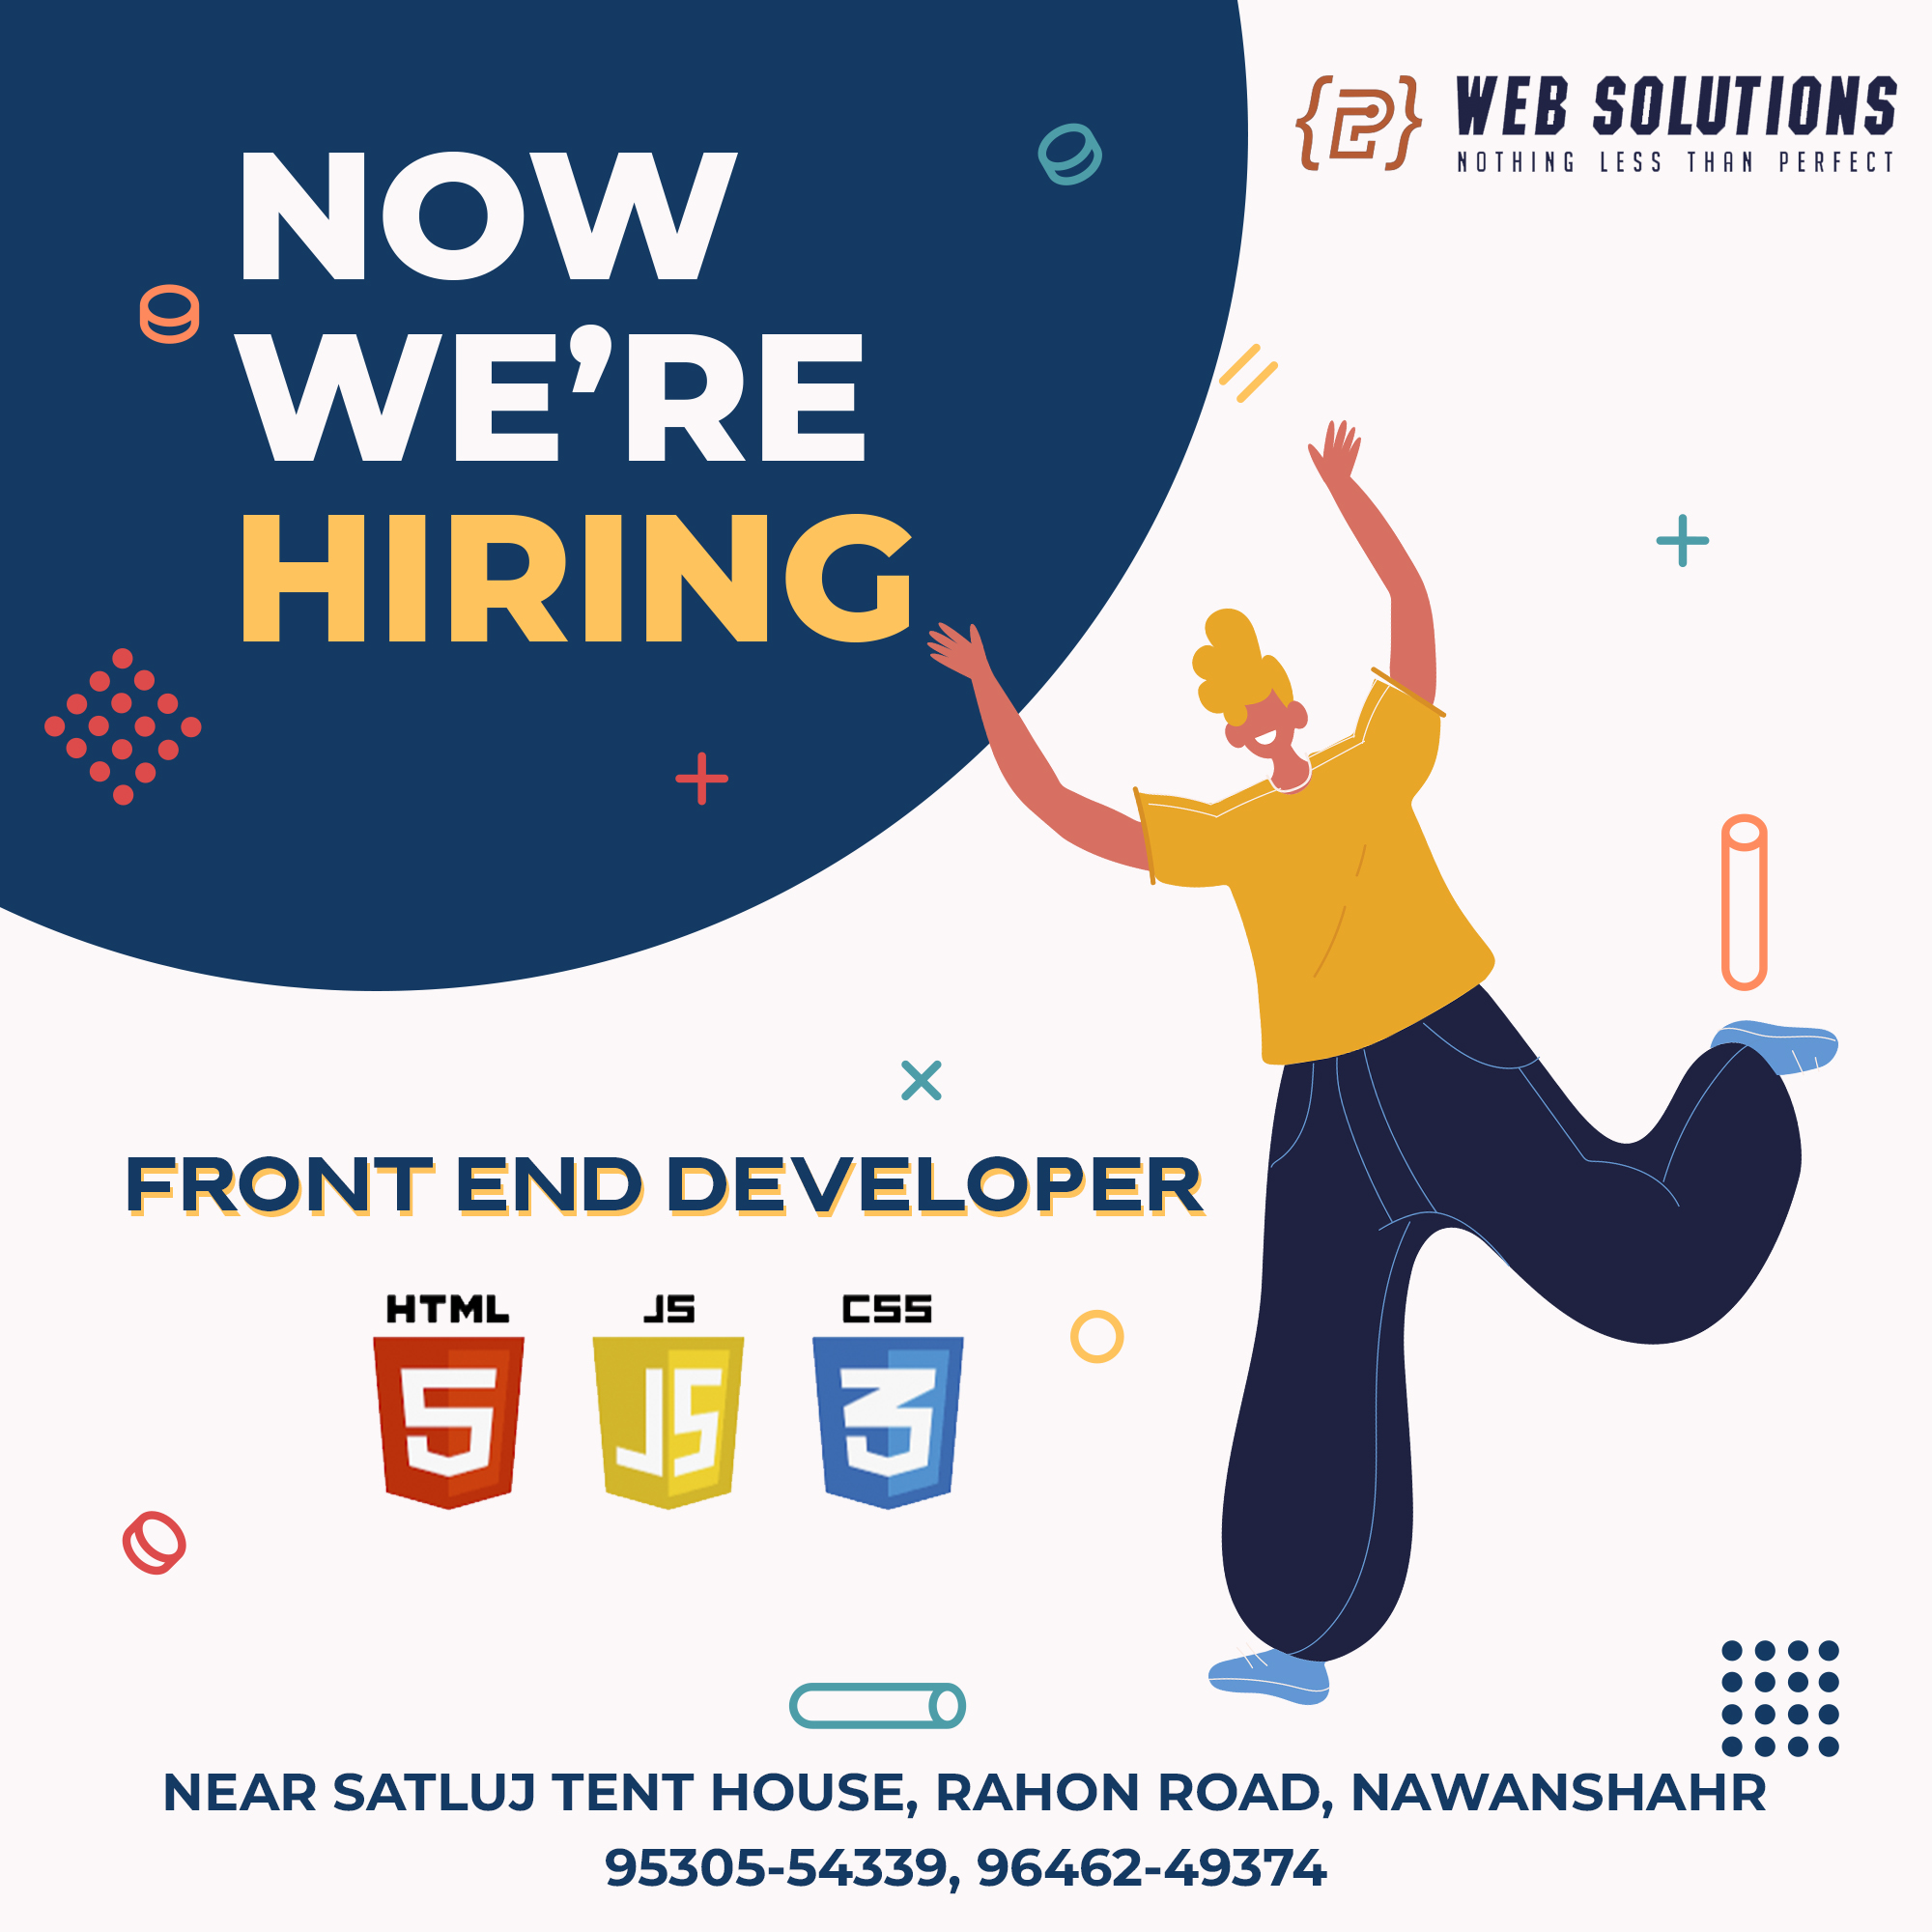 NOW
WE'RE
HIRING
WEB SOLUTIONS
NOTHING LESS THAN PERFECT
FRONT END DEVELOPER
HTML JS CSS
5 JS 3
NEAR SATLUJ TENT HOUSE, RAHON ROAD, NAWANSHAHR
95305-54339, 96462-49374